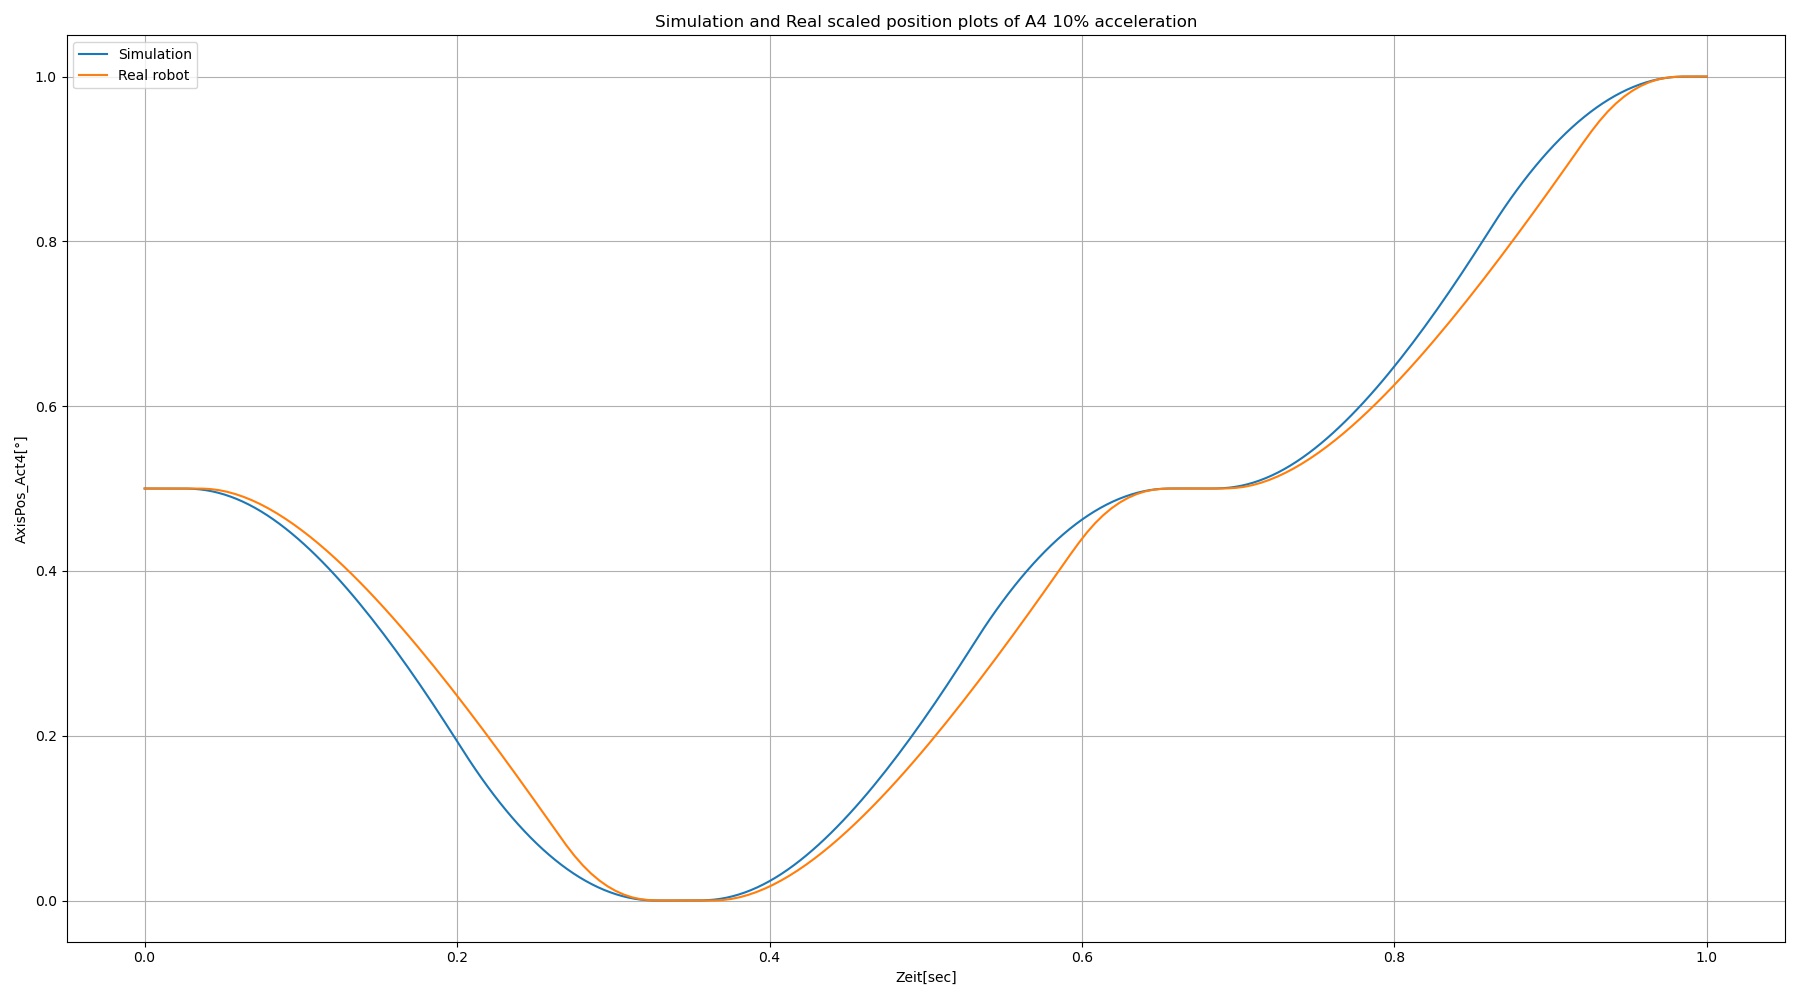 Simulation and Real scaled position plots of A4 10% acceleration
Simulation
Real robot
1.0
0.8
0.6
0.4
0.2
0.0
AxisPos_Act4[°]
0.0 0.2 0.4 0.6 0.8 1.0
Zeit[sec]